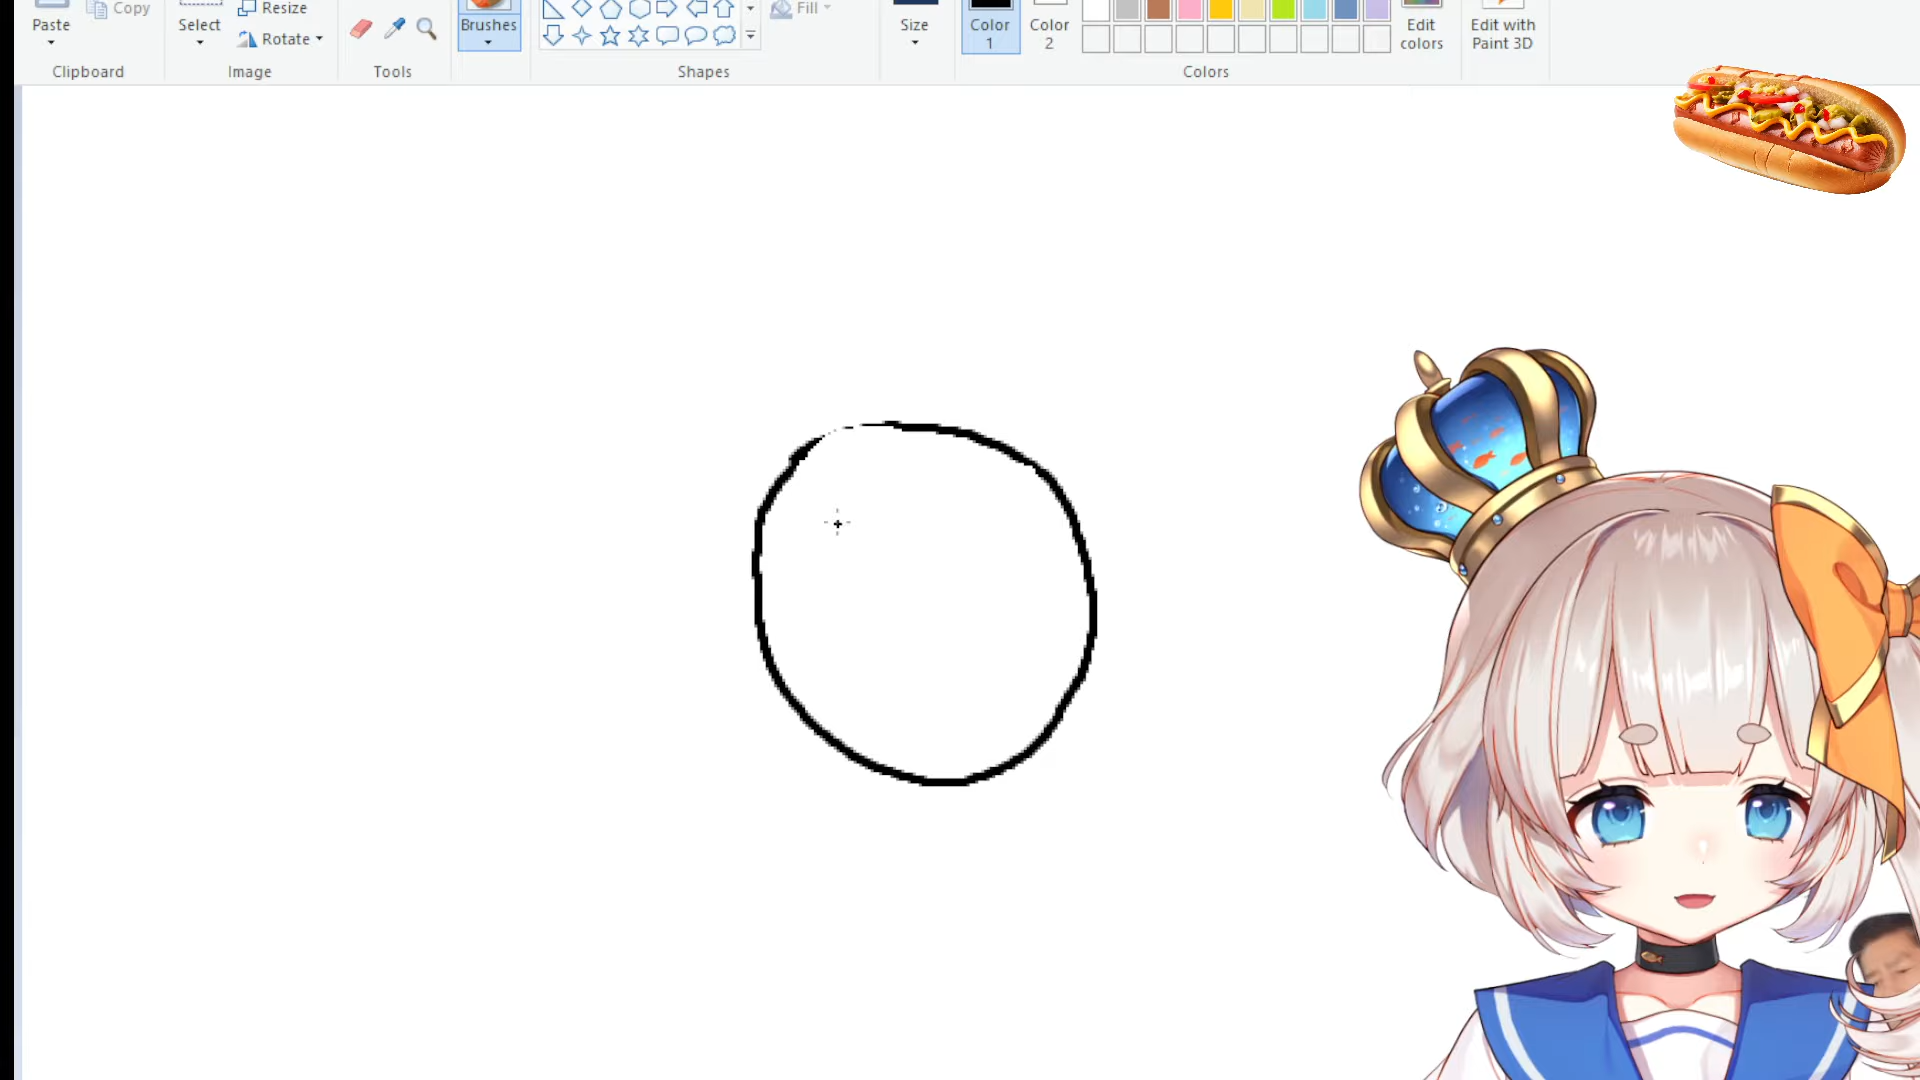 Copy
Resize
Fill
Paste
Select
Rotate
Brushes
Size
Color
1
Color
2
Edit
colors
Edit with
Paint 3D
Clipboard
Image
Tools
Shapes
Colors